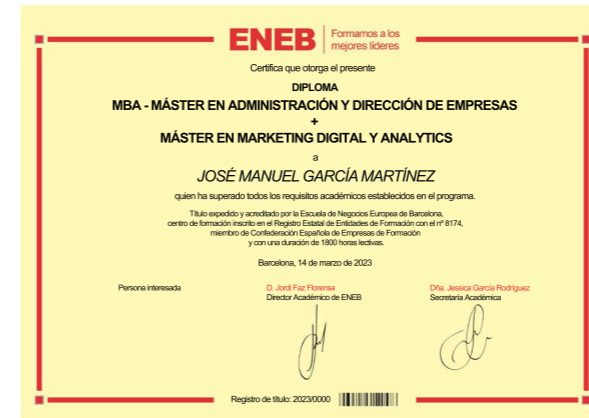 ENEB
Formamos a los
mejores líderes
Certifica que otorga el presente
DIPLOMA
MBA - MÁSTER EN ADMINISTRACIÓN Y DIRECCIÓN DE EMPRESAS
+
MÁSTER EN MARKETING DIGITAL Y ANALYTICS
a
JOSÉ MANUEL GARCÍA MARTÍNEZ
quien ha superado todos los requisitos académicos establecidos en el programa.
Título expedido y acreditado por la Escuela de Negocios Europea de Barcelona,
centro de formación inscrito en el Registro Estatal de Entidades de Formación con el nº 8174,
miembro de Confederación Española de Empresas de Formación
y con una duración de 1800 horas lectivas.
Barcelona, 14 de marzo de 2023
Persona interesada
D. Jordi Faz Florensa
Director Académico de ENEB
Dña. Jessica García Rodríguez
Secretaria Académica
Registro de título: 2023/0000